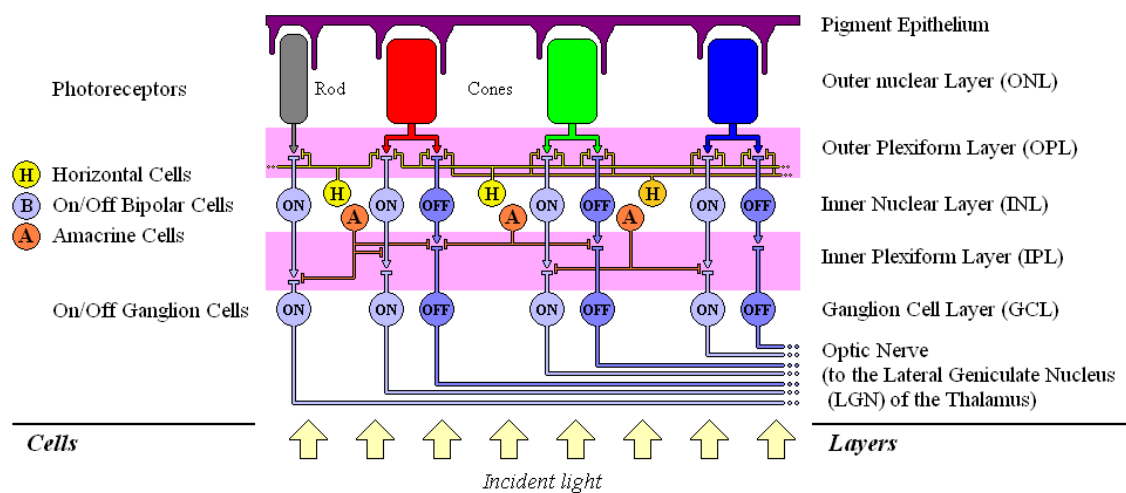 Pigment Epithelium
Photoreceptors
Rod
Cones
Outer nuclear Layer (ONL)
Outer Plexiform Layer (OPL)
H Horizontal Cells
H H H
B On/Off Bipolar Cells
ON ON OFF ON OFF ON OFF
Inner Nuclear Layer (INL)
A Amacrine Cells
A A A
Inner Plexiform Layer (IPL)
On/Off Ganglion Cells
ON ON OFF ON OFF ON OFF
Ganglion Cell Layer (GCL)
Optic Nerve
(to the Lateral Geniculate Nucleus
(LGN) of the Thalamus)
Cells
Layers
Incident light